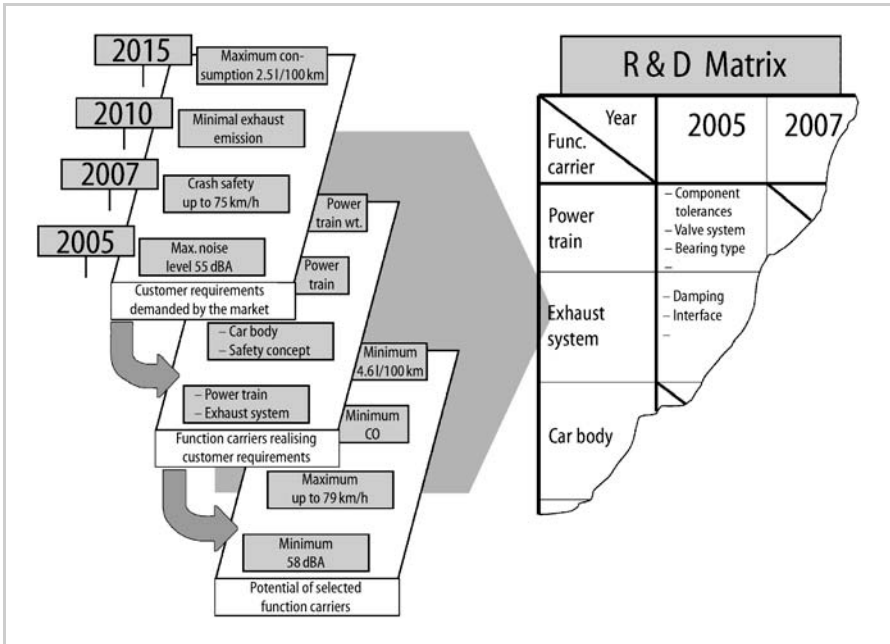 2015
Maximum con-
sumption 2.5 l/100 km
2010
Minimal exhaust
emission
2007
Crash safety
up to 75 km/h
2005
Max. noise
level 55 dBA
Customer requirements
demanded by the market
Power
train wt.
Power
train
– Car body
– Safety concept
– Power train
– Exhaust system
Function carriers realising
customer requirements
Minimum
4.6 l/100 km
Minimum
CO
Maximum
up to 79 km/h
Minimum
58 dBA
Potential of selected
function carriers
R & D Matrix
Year
Func.
carrier
2005
2007
Power
train
– Component
tolerances
– Valve system
– Bearing type
–
Exhaust
system
– Damping
– Interface
–
Car body